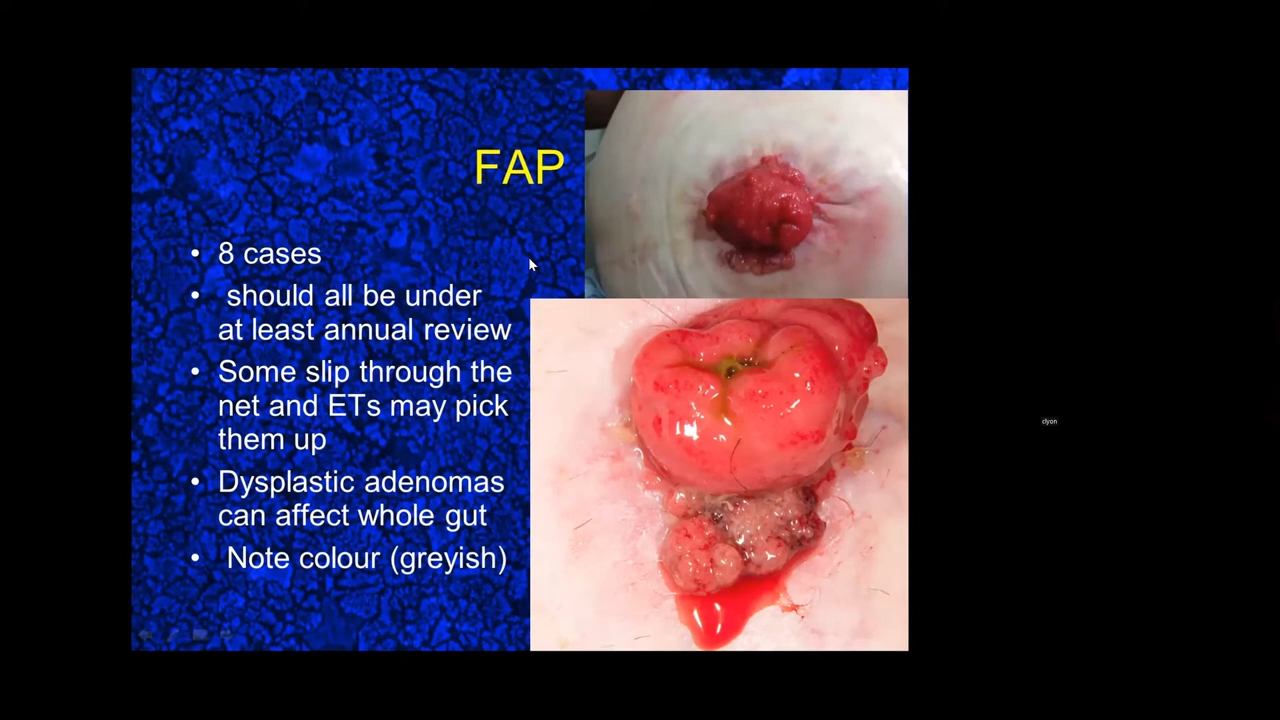 FAP
• 8 cases
• should all be under
at least annual review
• Some slip through the
net and ETs may pick
them up
• Dysplastic adenomas
can affect whole gut
• Note colour (greyish)
clyon